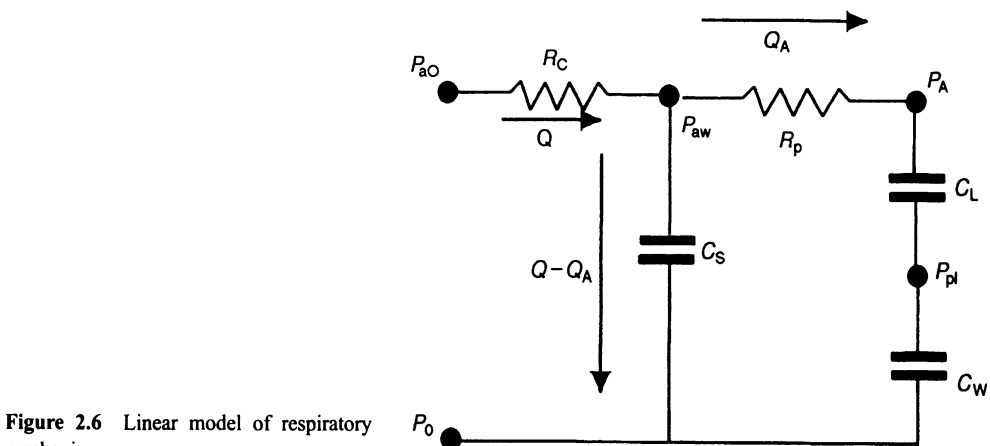 Q_A
R_C
P_aO
P_A
Q
P_aw
R_p
C_L
Q – Q_A
C_S
P_pl
C_W
Figure 2.6 Linear model of respiratory
P_0